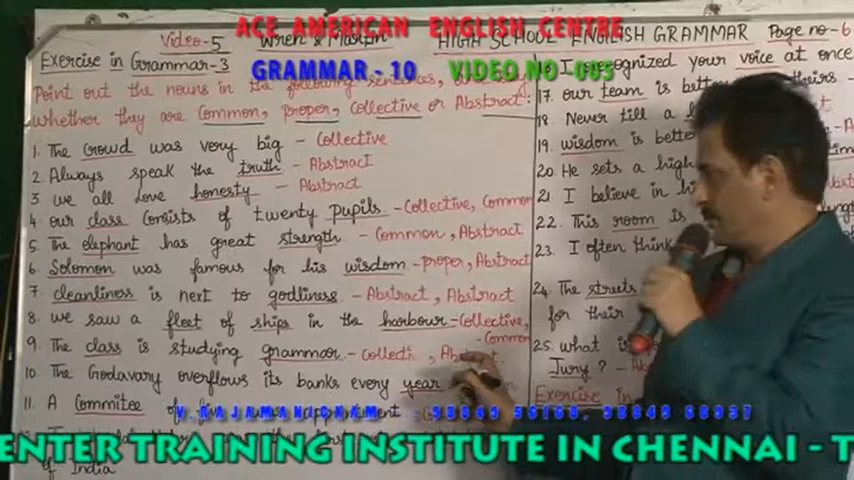 ACE AMERICAN ENGLISH CENTRE
Video-5 Wren & Martin HIGH SCHOOL ENGLISH GRAMMAR Page no-6
GRAMMAR - 10 VIDEO NO -005
Exercise in Grammar-3
Point out the nouns in the following sentences,
whether they are Common, proper, Collective or Abstract:
1. The crowd was very big - Collective
2. Always speak the truth - Abstract
3 we all love honesty - Abstract
4. our class Consists of twenty pupils - Collective, Common
5. The elephant has great strength - Common, Abstract
6 Solomon was famous for his wisdom - proper, Abstract
7. cleanliness is next to godliness - Abstract, Abstract
8. we saw a fleet of ships in the harbour - Collective,
- Common
9. The class is studying grammar - Collecti
10. The Godavary overflows its banks every year
11. A Committee of
of India
I recognized your voice at once
17. our team is
18. Never till a
19. wisdom is
20. He sets a high
21. I believe in
22. This room is
23. I often think
24. The streets
for their
25. what is
Jury? -
Exercise in
V.RAJAMANICKAM - 98849
ENTER TRAINING INSTITUTE in CHENNAI - T